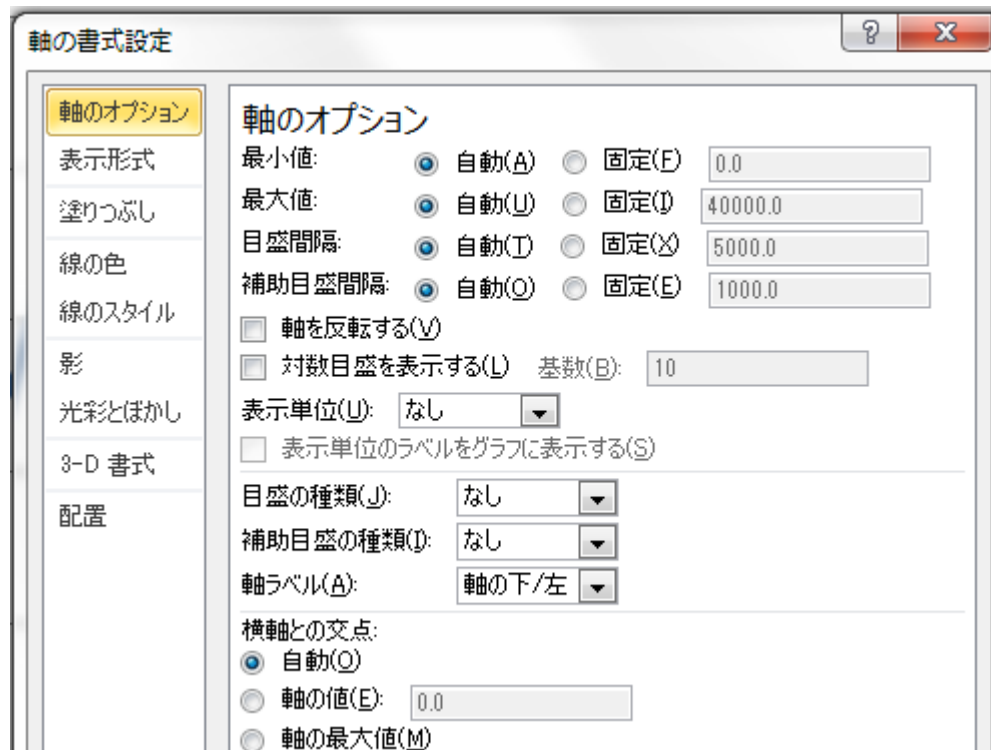 軸の書式設定
軸のオプション
表示形式
塗りつぶし
線の色
線のスタイル
影
光彩とぼかし
3-D 書式
配置
軸のオプション
最小値: 自動(A) 固定(F) 0.0
最大値: 自動(U) 固定(I) 40000.0
目盛間隔: 自動(T) 固定(X) 5000.0
補助目盛間隔: 自動(O) 固定(E) 1000.0
軸を反転する(V)
対数目盛を表示する(L) 基数(B): 10
表示単位(U): なし
表示単位のラベルをグラフに表示する(S)
目盛の種類(J): なし
補助目盛の種類(I): なし
軸ラベル(A): 軸の下/左
横軸との交点:
自動(O)
軸の値(E): 0.0
軸の最大値(M)